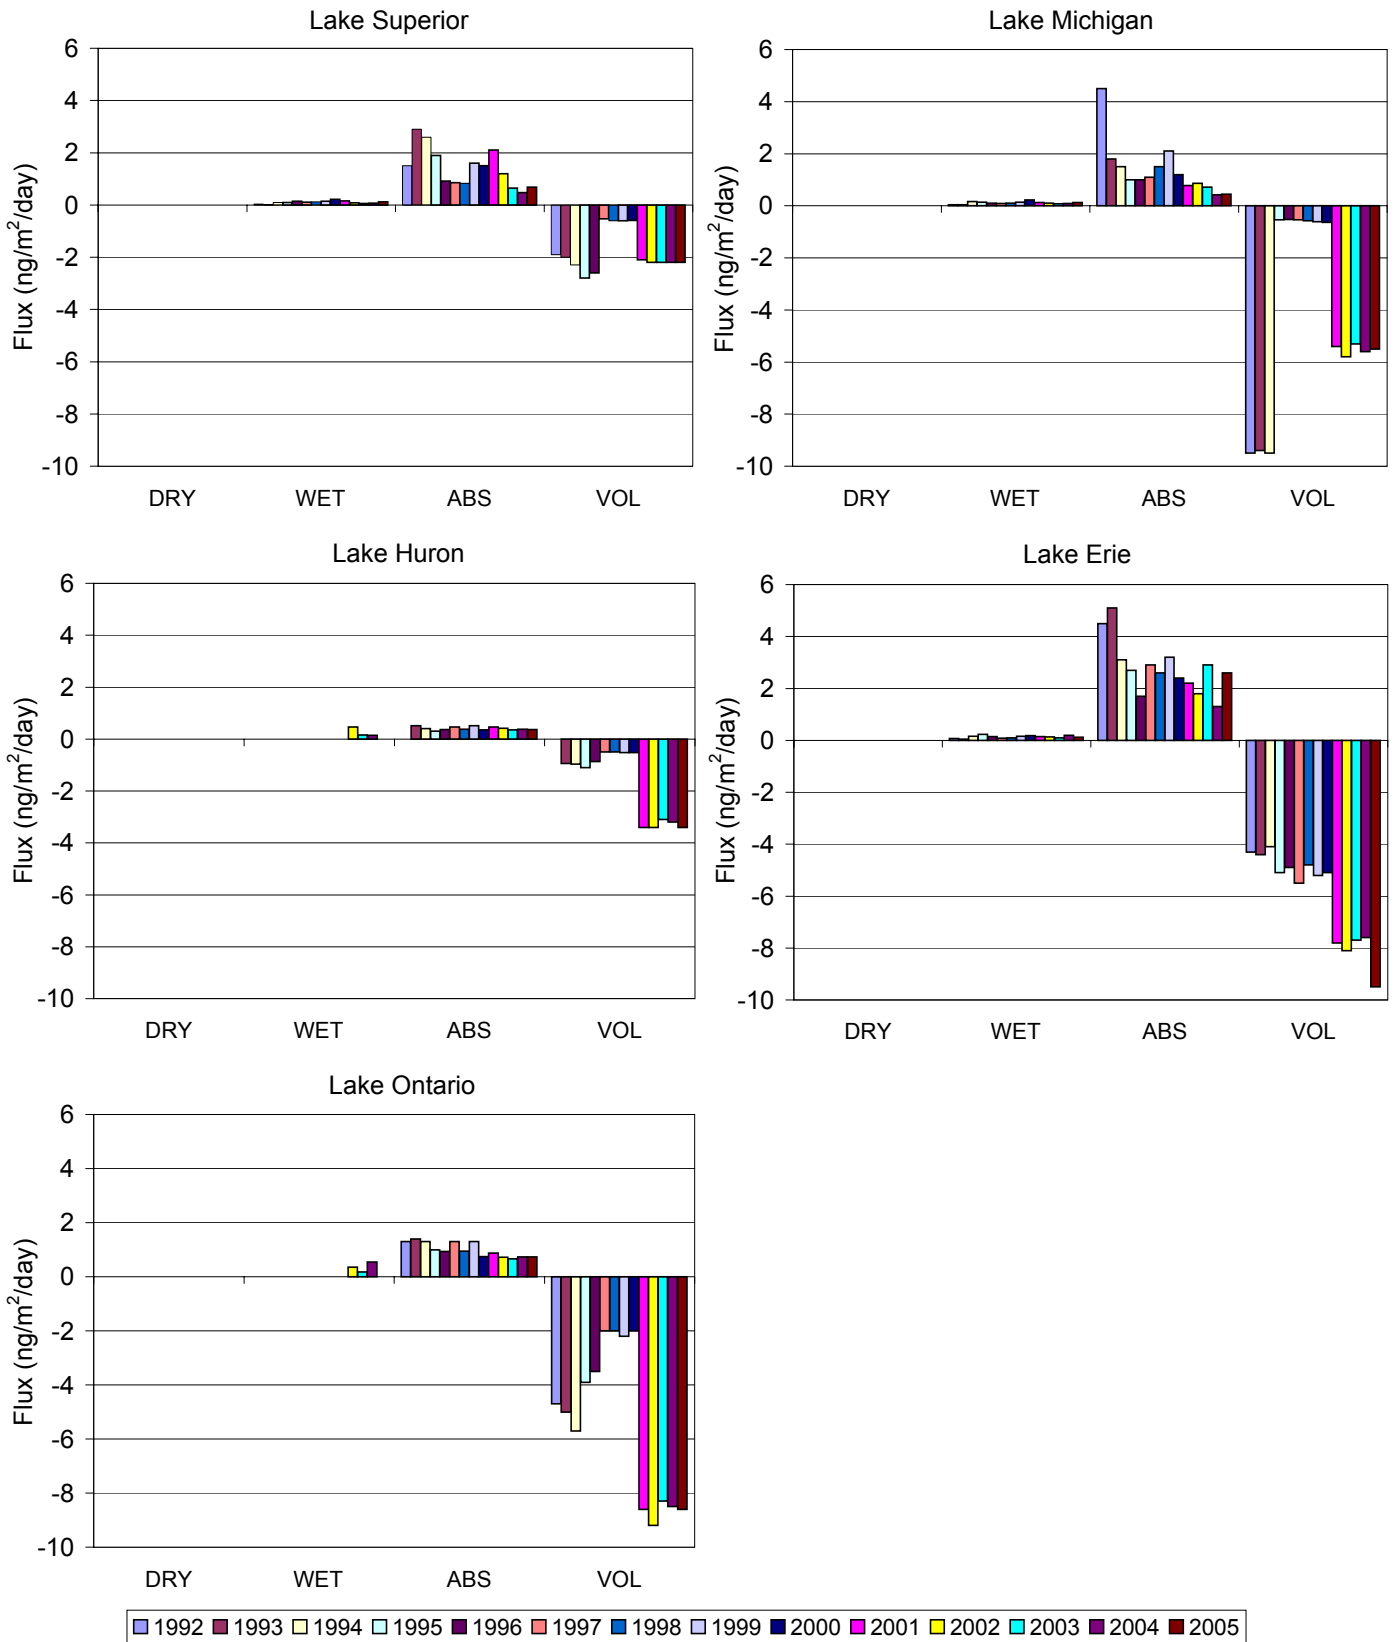 Lake Superior
6
4
2
0
-2
-4
-6
-8
-10
Flux (ng/m²/day)
DRY WET ABS VOL
Lake Michigan
6
4
2
0
-2
-4
-6
-8
-10
Flux (ng/m²/day)
DRY WET ABS VOL
Lake Huron
6
4
2
0
-2
-4
-6
-8
-10
Flux (ng/m²/day)
DRY WET ABS VOL
Lake Erie
6
4
2
0
-2
-4
-6
-8
-10
Flux (ng/m²/day)
DRY WET ABS VOL
Lake Ontario
6
4
2
0
-2
-4
-6
-8
-10
Flux (ng/m²/day)
DRY WET ABS VOL
1992 1993 1994 1995 1996 1997 1998 1999 2000 2001 2002 2003 2004 2005